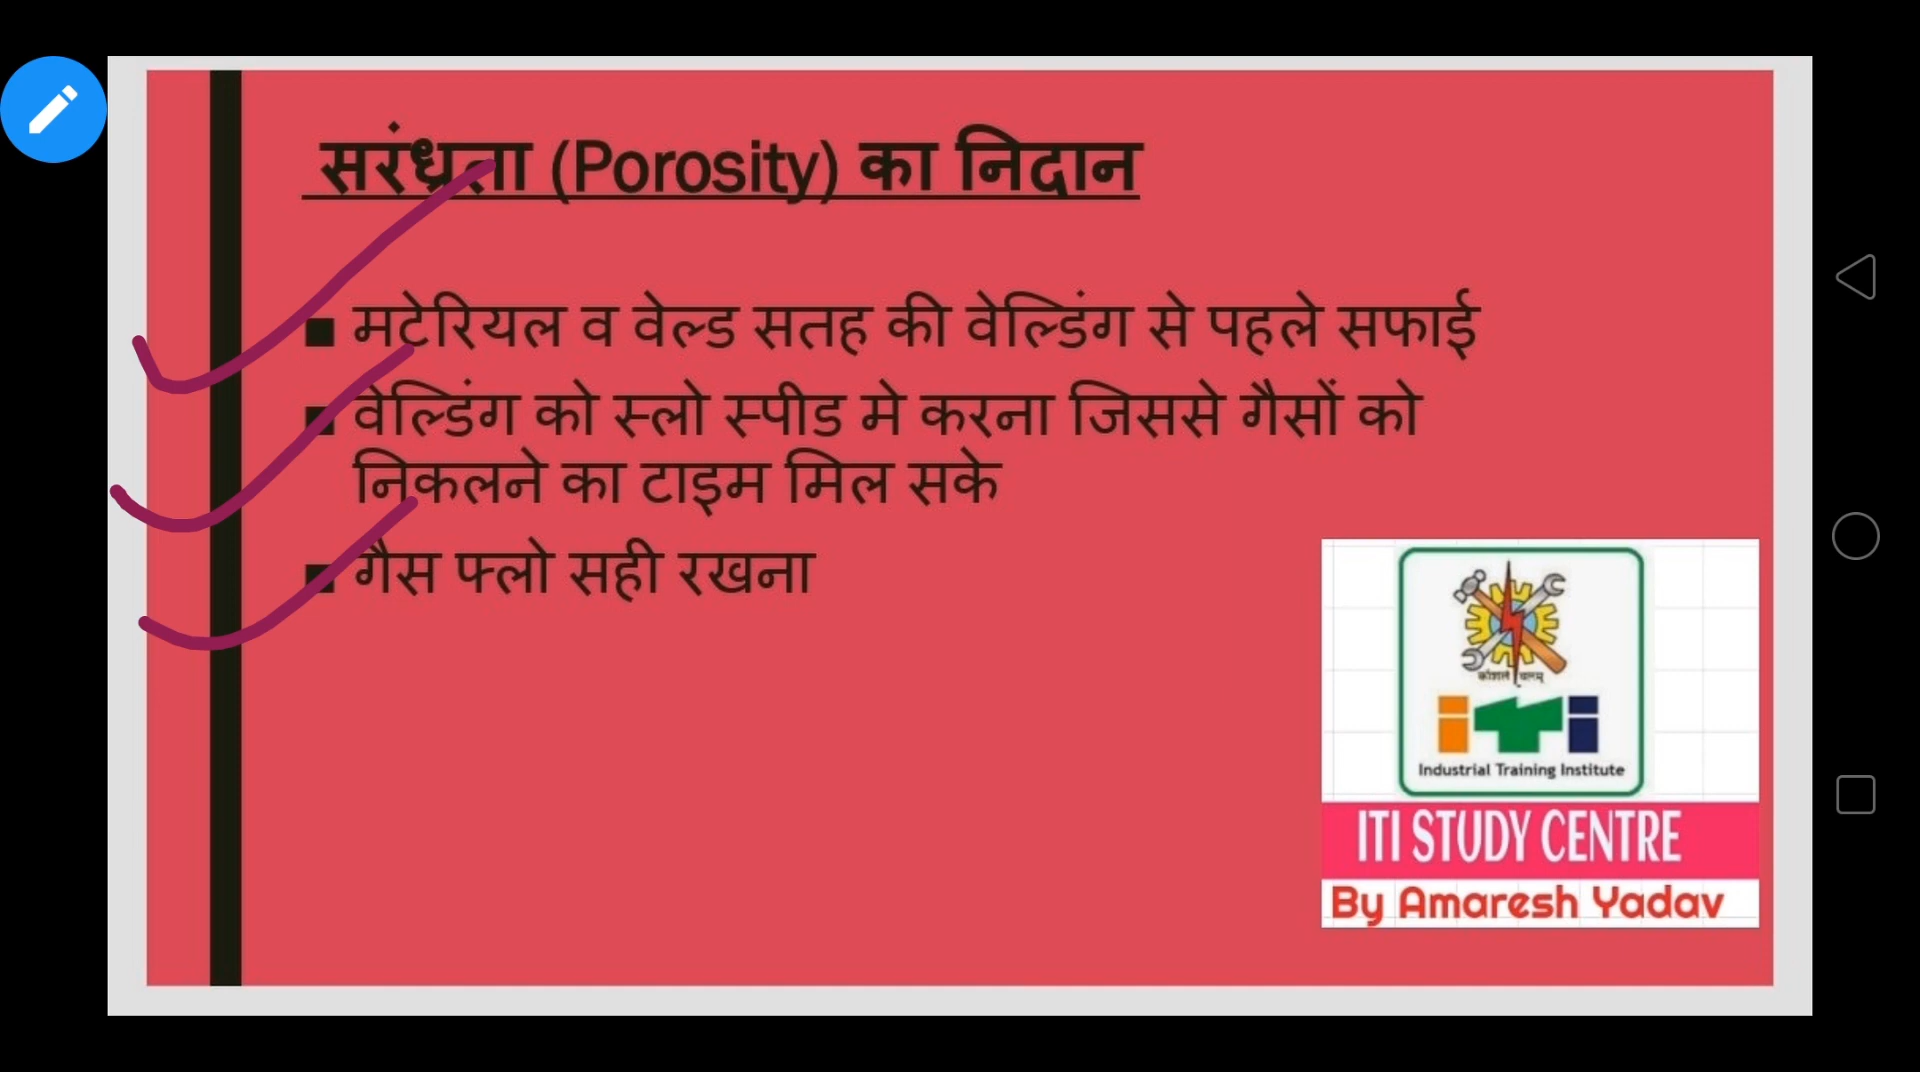 सरंध्रता (Porosity) का निदान
■ मटेरियल व वेल्ड सतह की वेल्डिंग से पहले सफाई
■ वेल्डिंग को स्लो स्पीड मे करना जिससे गैसों को
निकलने का टाइम मिल सके
■ गैस फ्लो सही रखना
iTi
Industrial Training Institute
ITI STUDY CENTRE
By Amaresh Yadav